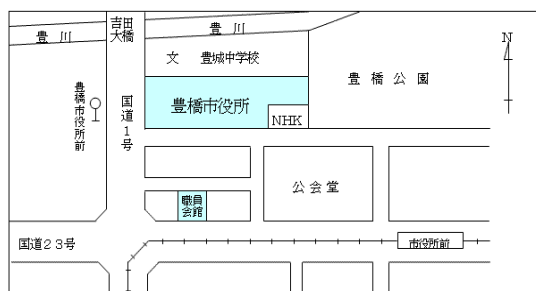 吉田
大橋
豊 川
豊 川
文 豊城中学校
豊橋公園
N
豊橋市役所
NHK
豊橋市役所前
国道1号
職員
会館
公会堂
国道23号
市役所前